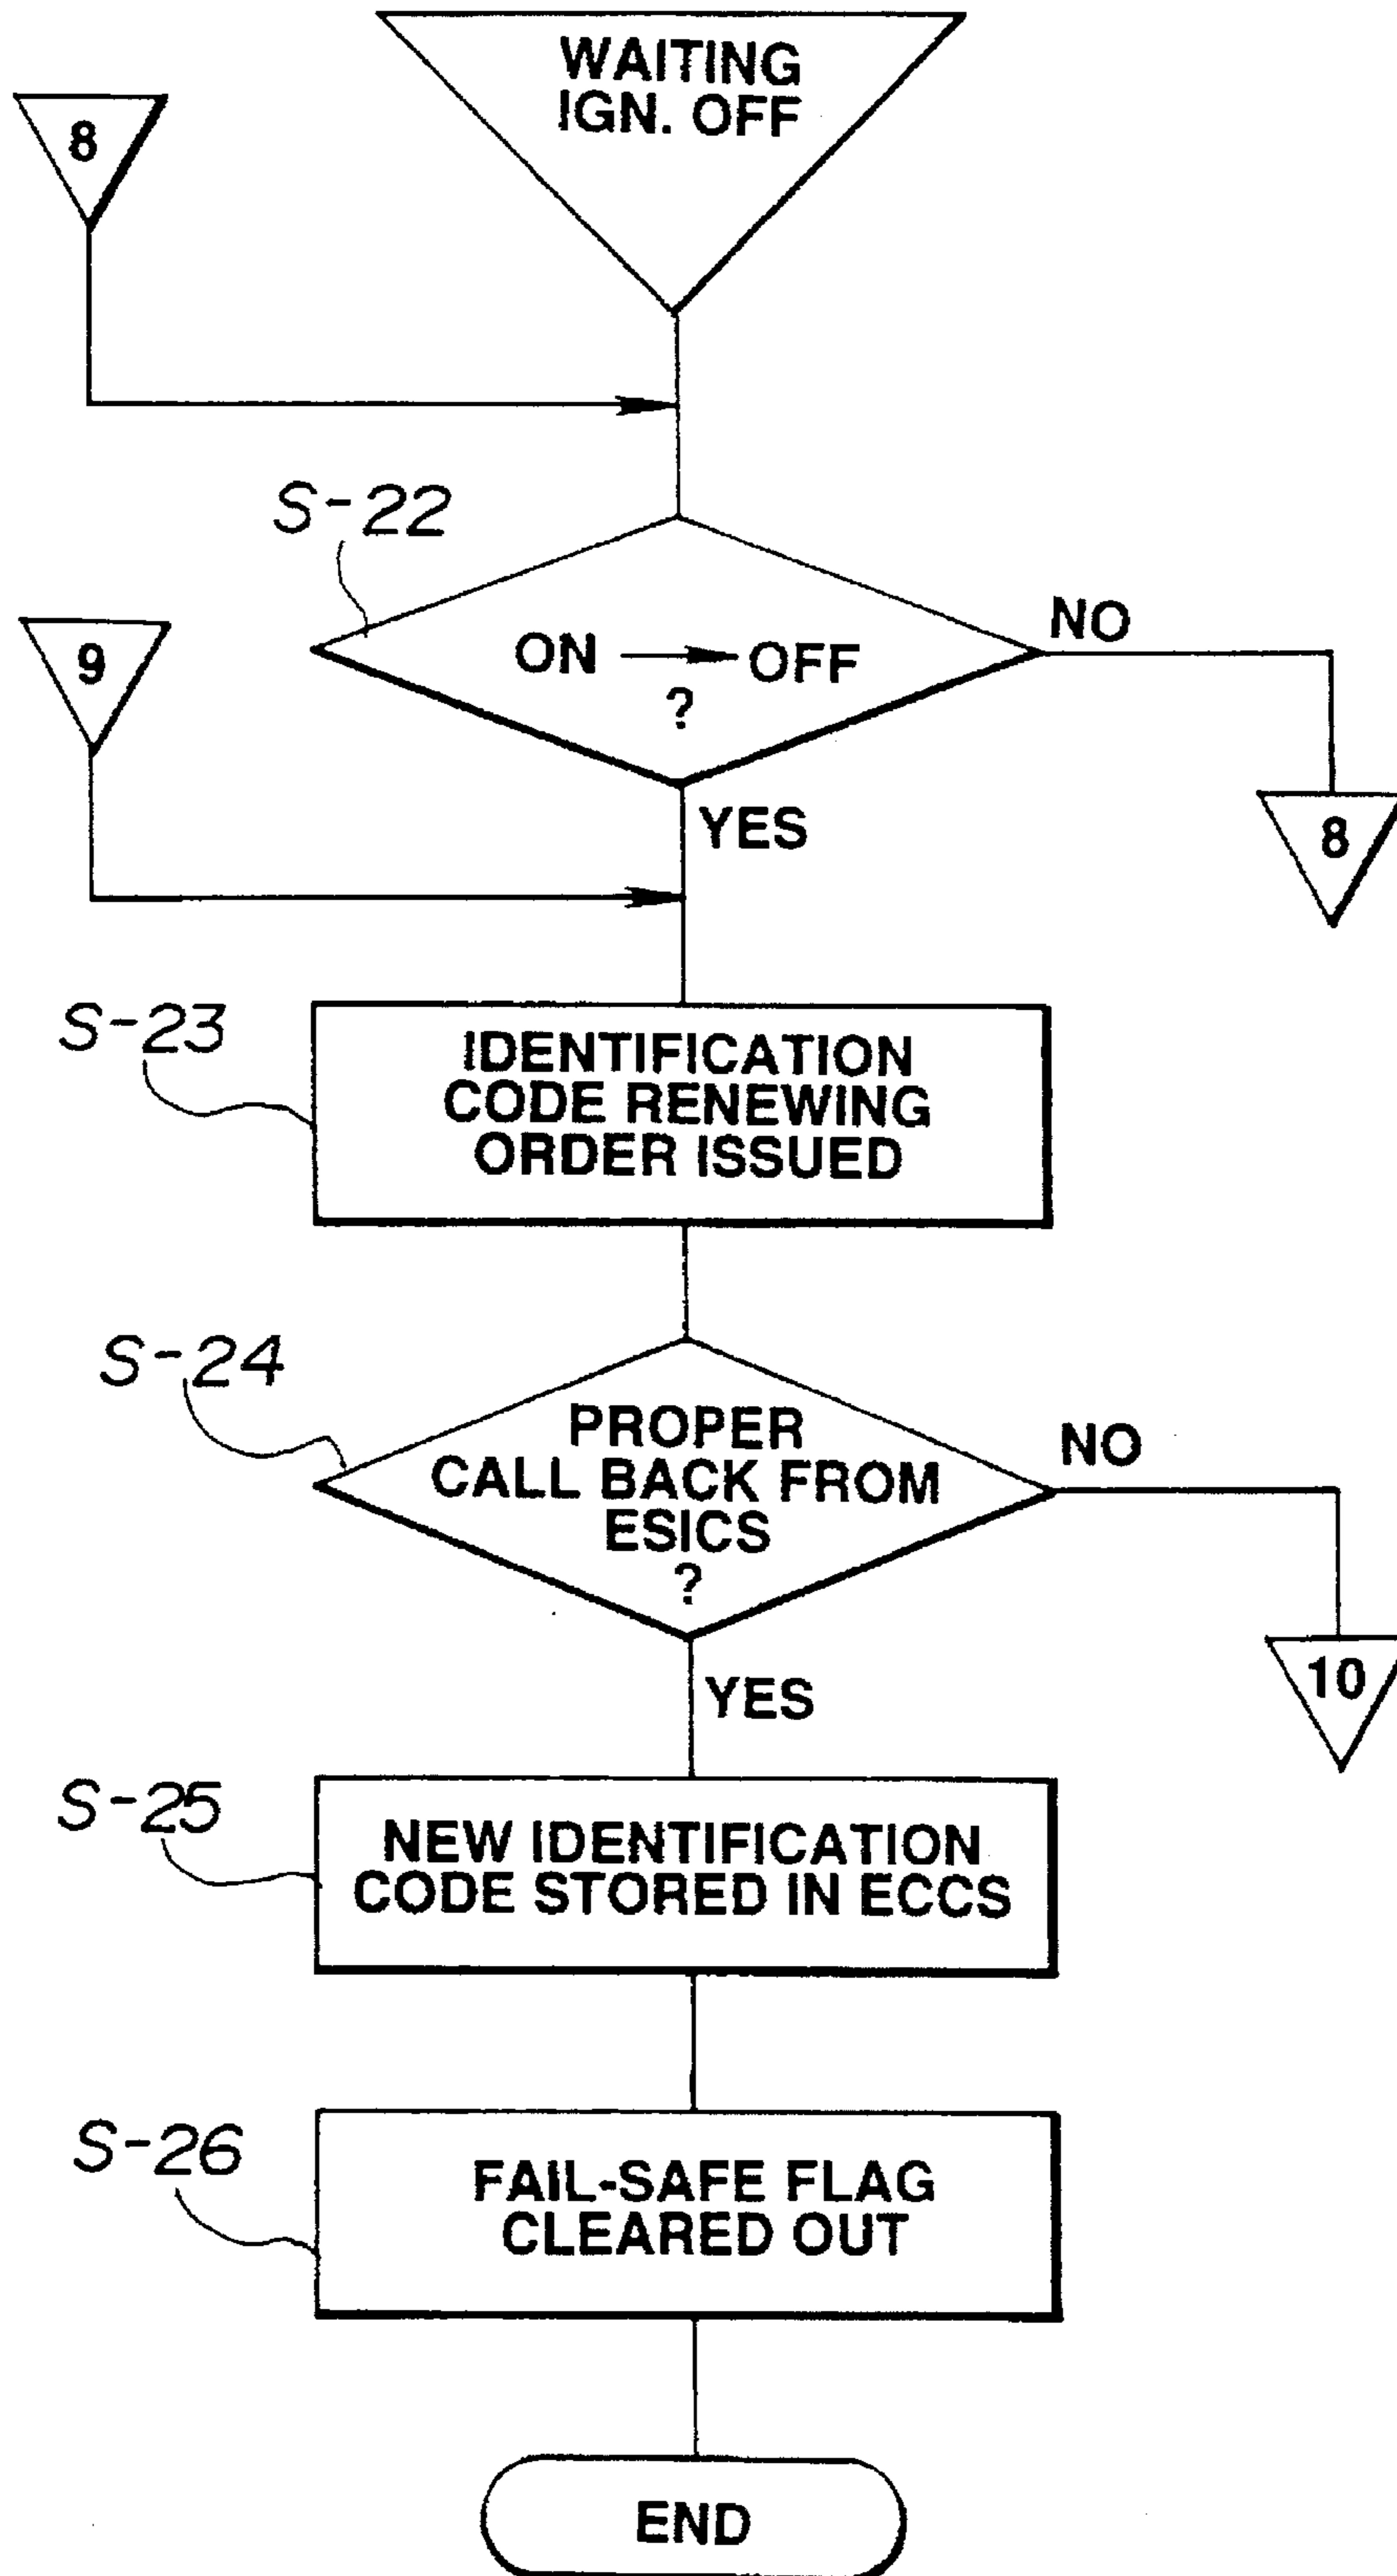 WAITING
IGN. OFF
8
S-22
ON → OFF
?
NO
9
YES
8
S-23
IDENTIFICATION
CODE RENEWING
ORDER ISSUED
S-24
PROPER
CALL BACK FROM
ESICS
?
NO
10
YES
S-25
NEW IDENTIFICATION
CODE STORED IN ECCS
S-26
FAIL-SAFE FLAG
CLEARED OUT
END